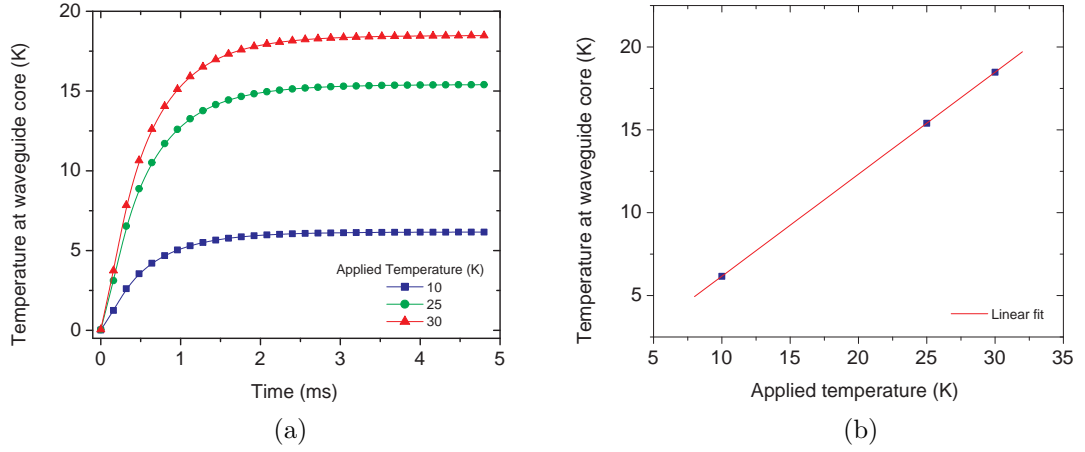 20
15
10
5
0
0 1 2 3 4 5
Temperature at waveguide core (K)
Time (ms)
Applied Temperature (K)
10
25
30
(a)
20
15
10
5
5 10 15 20 25 30 35
Temperature at waveguide core (K)
Applied temperature (K)
Linear fit
(b)